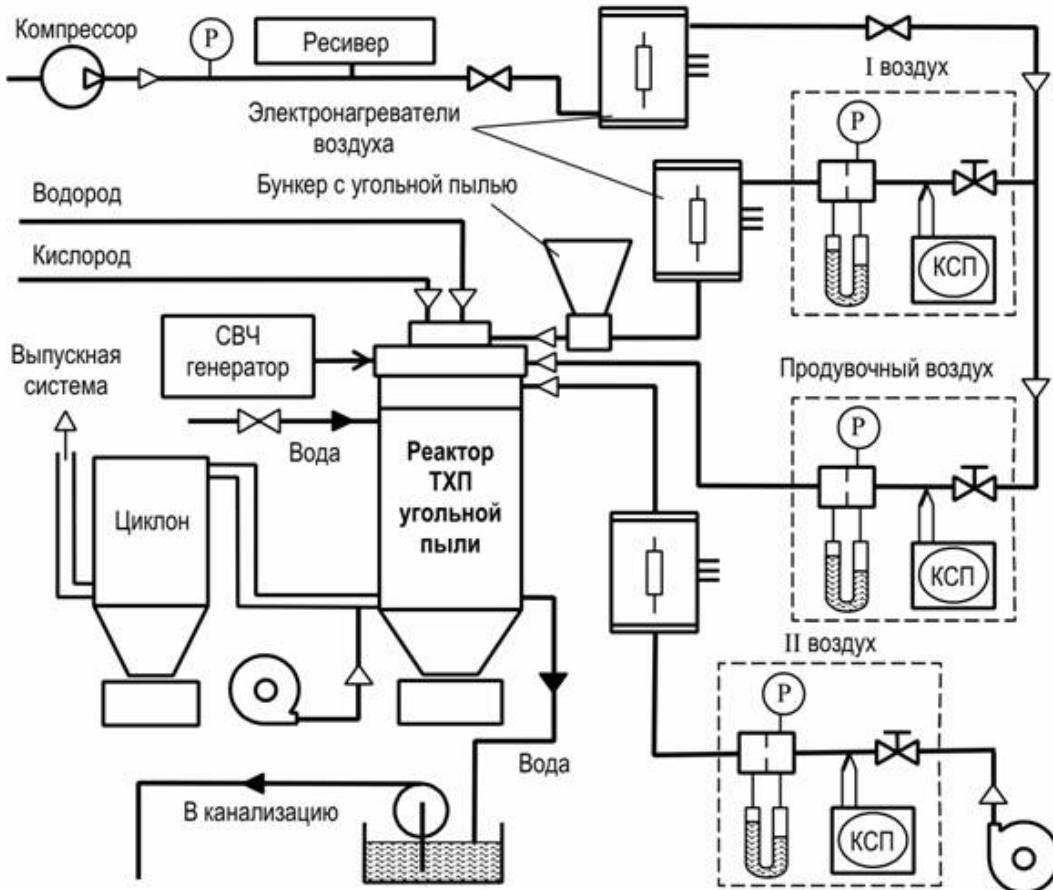 Компрессор
P
Ресивер
I воздух
Электронагреватели
воздуха
P
Бункер с угольной пылью
Водород
Кислород
КСП
СВЧ
генератор
Выпускная
система
Продувочный воздух
P
Вода
Реактор
ТХП
угольной
пыли
Циклон
КСП
II воздух
P
Вода
В канализацию
КСП